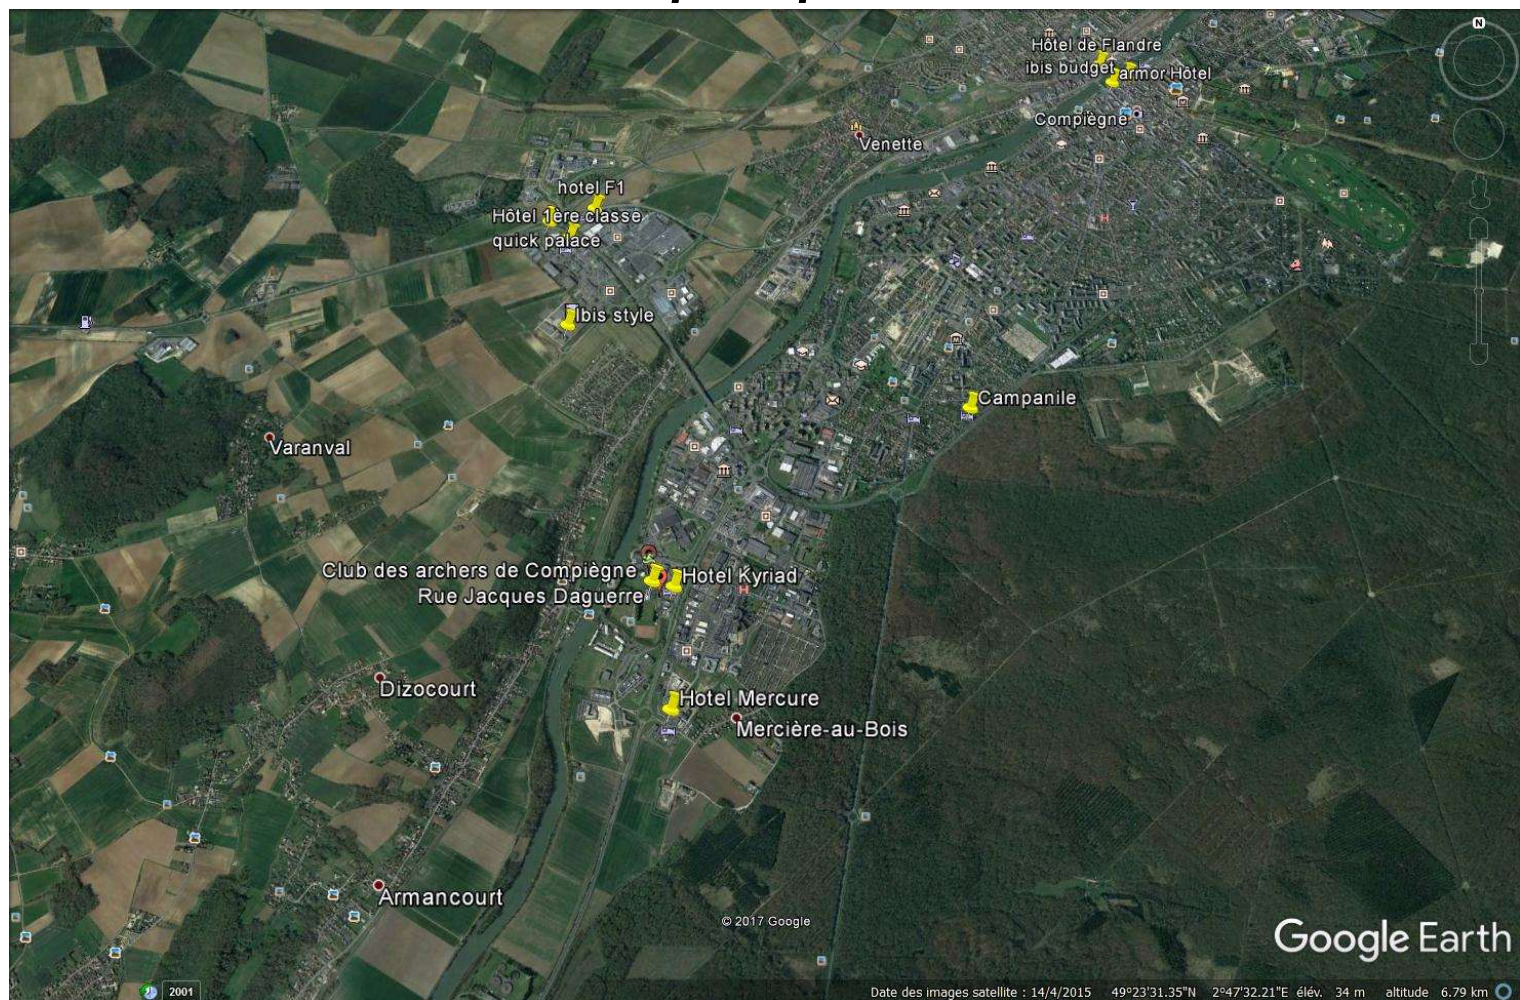 N
Hôtel de Flandre
ibis budget
armor Hôtel
Compiègne
Venette
hotel F1
Hôtel 1ère classe
quick palace
Ibis style
Campanile
Varanval
Club des archers de Compiègne
Hotel Kyriad
Rue Jacques Daguerre
Dizocourt
Hotel Mercure
Mercière-au-Bois
Armancourt
© 2017 Google
Google Earth
2001
Date des images satellite : 14/4/2015 49°23'31.35"N 2°47'32.21"E élév. 34 m altitude 6.79 km